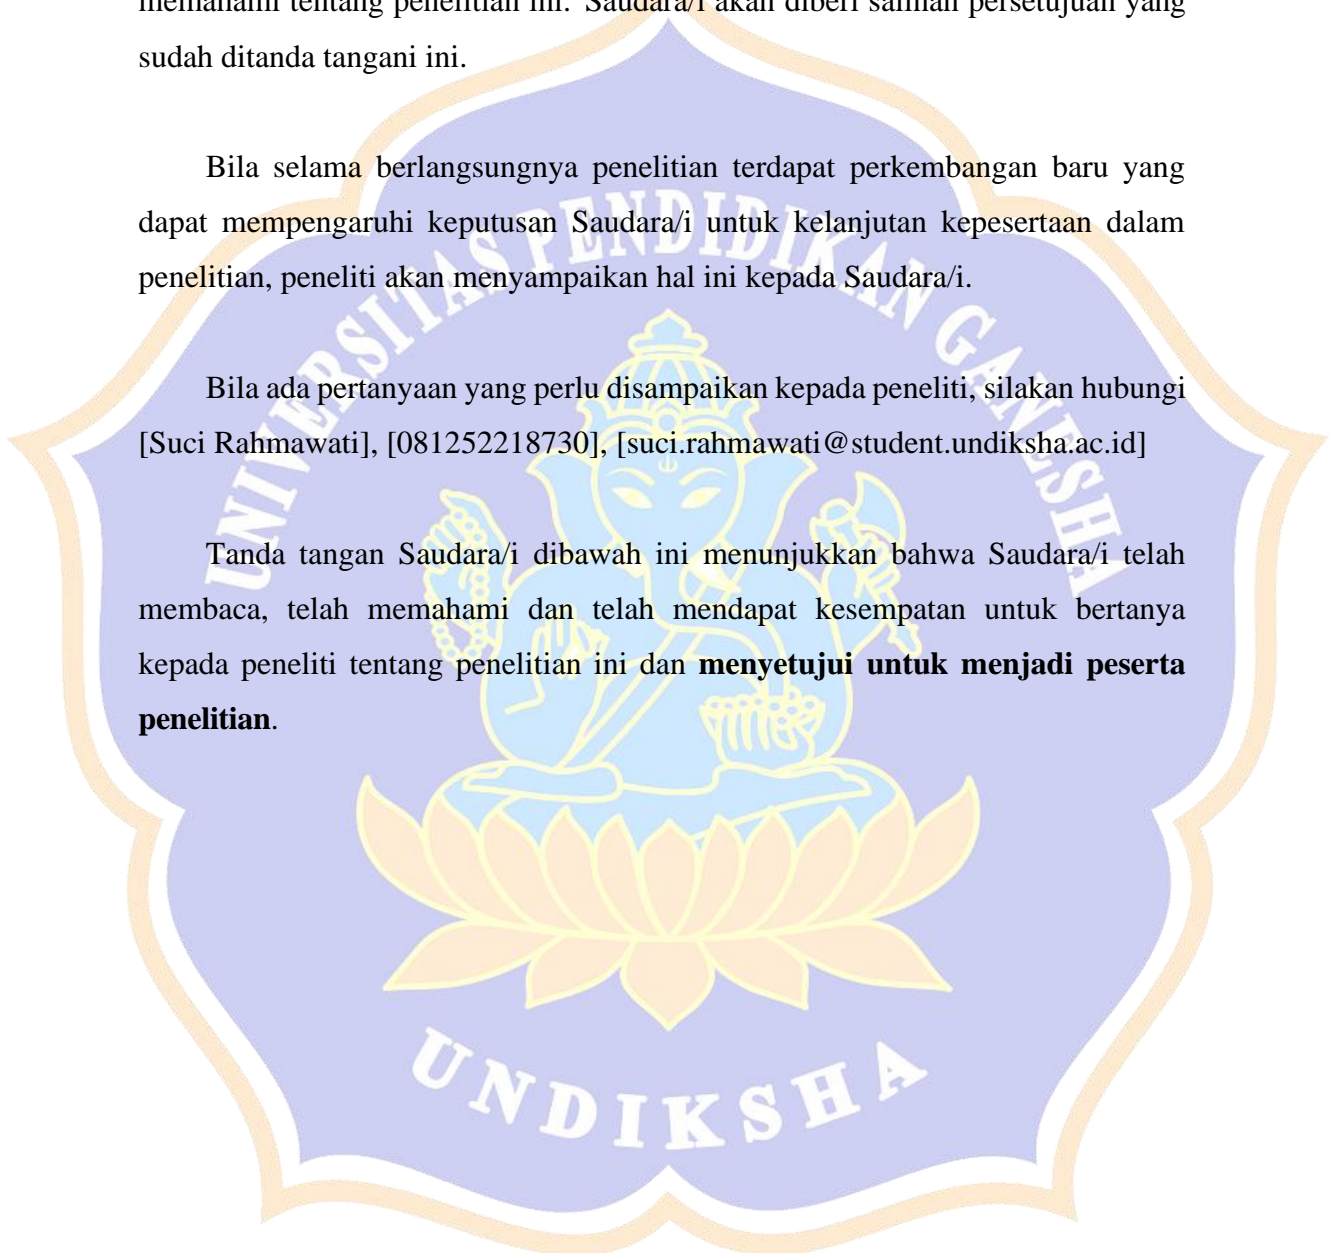 memahami tentang penelitian ini. Saudara/i akan diberi salinan persetujuan yang
sudah ditanda tangani ini.
Bila selama berlangsungnya penelitian terdapat perkembangan baru yang
dapat mempengaruhi keputusan Saudara/i untuk kelanjutan kepesertaan dalam
penelitian, peneliti akan menyampaikan hal ini kepada Saudara/i.
Bila ada pertanyaan yang perlu disampaikan kepada peneliti, silakan hubungi
[Suci Rahmawati], [081252218730], [suci.rahmawati@student.undiksha.ac.id]
Tanda tangan Saudara/i dibawah ini menunjukkan bahwa Saudara/i telah
membaca, telah memahami dan telah mendapat kesempatan untuk bertanya
kepada peneliti tentang penelitian ini dan menyetujui untuk menjadi peserta
penelitian.
UNIVERSITAS PENDIDIKAN GANESHA
UNDIKSHA